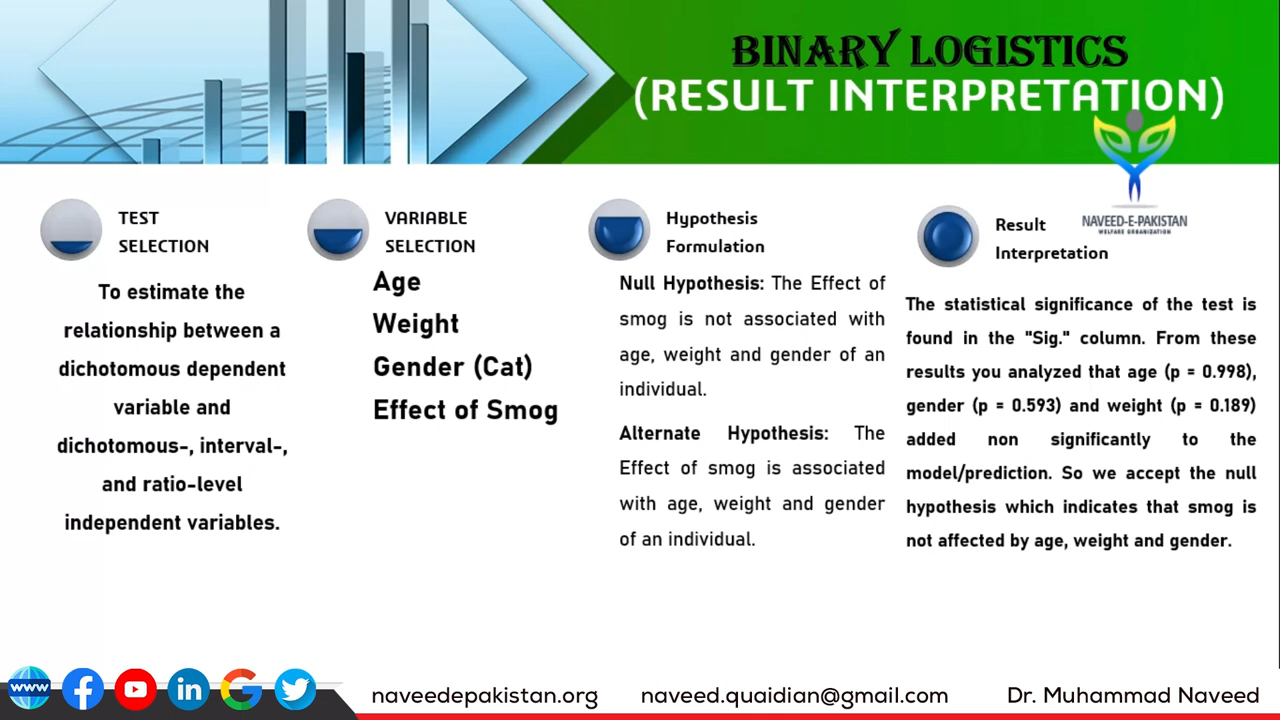 BINARY LOGISTICS
(RESULT INTERPRETATION)
NAVEED-E-PAKISTAN
WELFARE ORGANIZATION
TEST
SELECTION
To estimate the
relationship between a
dichotomous dependent
variable and
dichotomous-, interval-,
and ratio-level
independent variables.
VARIABLE
SELECTION
Age
Weight
Gender (Cat)
Effect of Smog
Hypothesis
Formulation
Null Hypothesis: The Effect of
smog is not associated with
age, weight and gender of an
individual.
Alternate Hypothesis: The
Effect of smog is associated
with age, weight and gender
of an individual.
Result
Interpretation
The statistical significance of the test is
found in the "Sig." column. From these
results you analyzed that age (p = 0.998),
gender (p = 0.593) and weight (p = 0.189)
added non significantly to the
model/prediction. So we accept the null
hypothesis which indicates that smog is
not affected by age, weight and gender.
www
naveedepakistan.org
naveed.quaidian@gmail.com
Dr. Muhammad Naveed